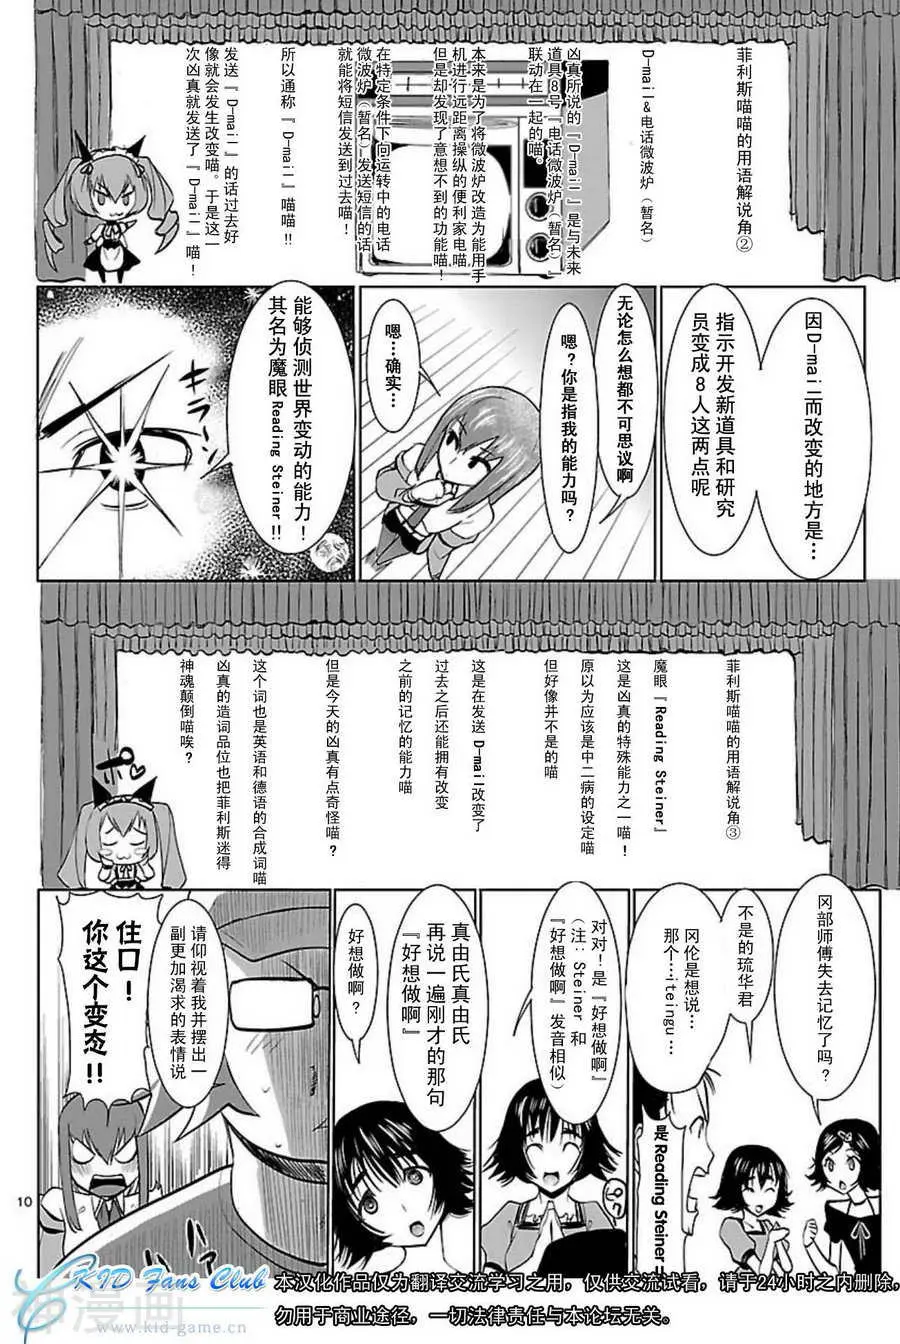 菲利斯喵喵的用语解说角②
D-mail&电话微波炉（暂名）
凶真所说的『D-mail』是与未来
道具8号『电话微波炉（暂名）』
联动在一起的喵。
本来是为了将微波炉改造为能用手
机进行远距离操纵的便利家电喵
但是却发现了意想不到的功能喵！
在特定条件下向运转中的电话
微波炉（暂名）发送短信的话
就能将短信发送到过去喵！
所以通称『D-mail』喵喵!!
发送『D-mail』的话过去好
像就会发生改变喵。于是这一
次凶真就发送了『D-mail』喵！
因D-mail而改变的地方是…
指示开发新道具和研究
员变成8人这两点呢
无论怎么想都不可思议啊
嗯？你是指我的能力吗？
嗯…确实…
能够侦测世界变动的能力！
其名为魔眼Reading Steiner!!
菲利斯喵喵的用语解说角③
魔眼『Reading Steiner』
这是凶真的特殊能力之一喵！
原以为应该是中二病的设定喵
但好像并不是的喵
这是在发送 D-mail改变了
过去之后还能拥有改变
之前的记忆的能力喵
但是今天的凶真有点奇怪喵？
这个词也是英语和德语的合成词喵
凶真的造词品位也把菲利斯迷得
神魂颠倒喵唉？
ポ
冈部师傅失去记忆了吗？
不是的琉华君
冈伦是想说…
那个…iteingu…
是Reading Steiner！
对对！是『好想做啊』
（注：Steiner 和
『好想做啊』发音相似）
真由氏真由氏
再说一遍刚才的那句
『好想做啊』
好想做啊？
请仰视着我并摆出一
副更加渴求的表情说
住口！
你这个变态!!
10
KID Fans Club
www.kid-game.cn
本汉化作品仅为翻译交流学习之用，仅供交流试看，请于24小时之内删除，
勿用于商业途径，一切法律责任与本论坛无关。